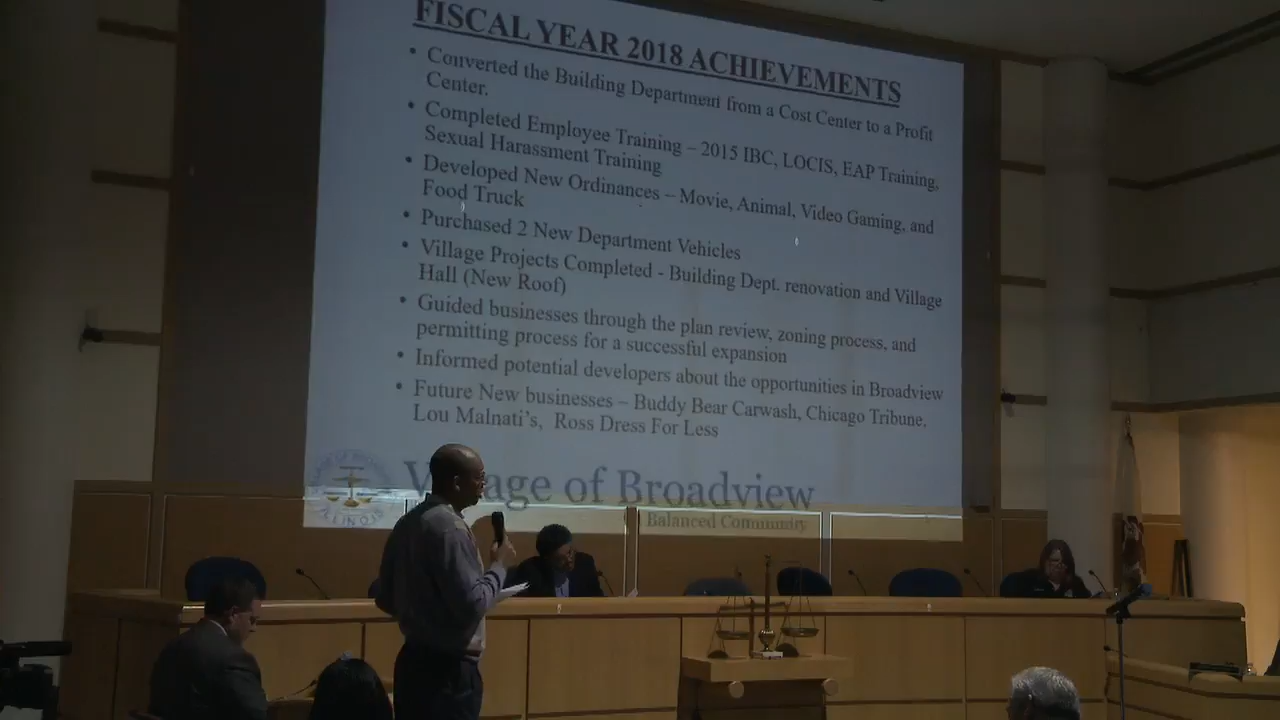 FISCAL YEAR 2018 ACHIEVEMENTS
• Converted the Building Department from a Cost Center to a Profit
Center.
• Completed Employee Training – 2015 IBC, LOCIS, EAP Training,
Sexual Harassment Training
• Developed New Ordinances – Movie, Animal, Video Gaming, and
Food Truck
• Purchased 2 New Department Vehicles
• Village Projects Completed - Building Dept. renovation and Village
Hall (New Roof)
• Guided businesses through the plan review, zoning process, and
permitting process for a successful expansion
• Informed potential developers about the opportunities in Broadview
• Future New businesses – Buddy Bear Carwash, Chicago Tribune,
Lou Malnati's, Ross Dress For Less
of Broadview
Balanced Community
ILLINOIS